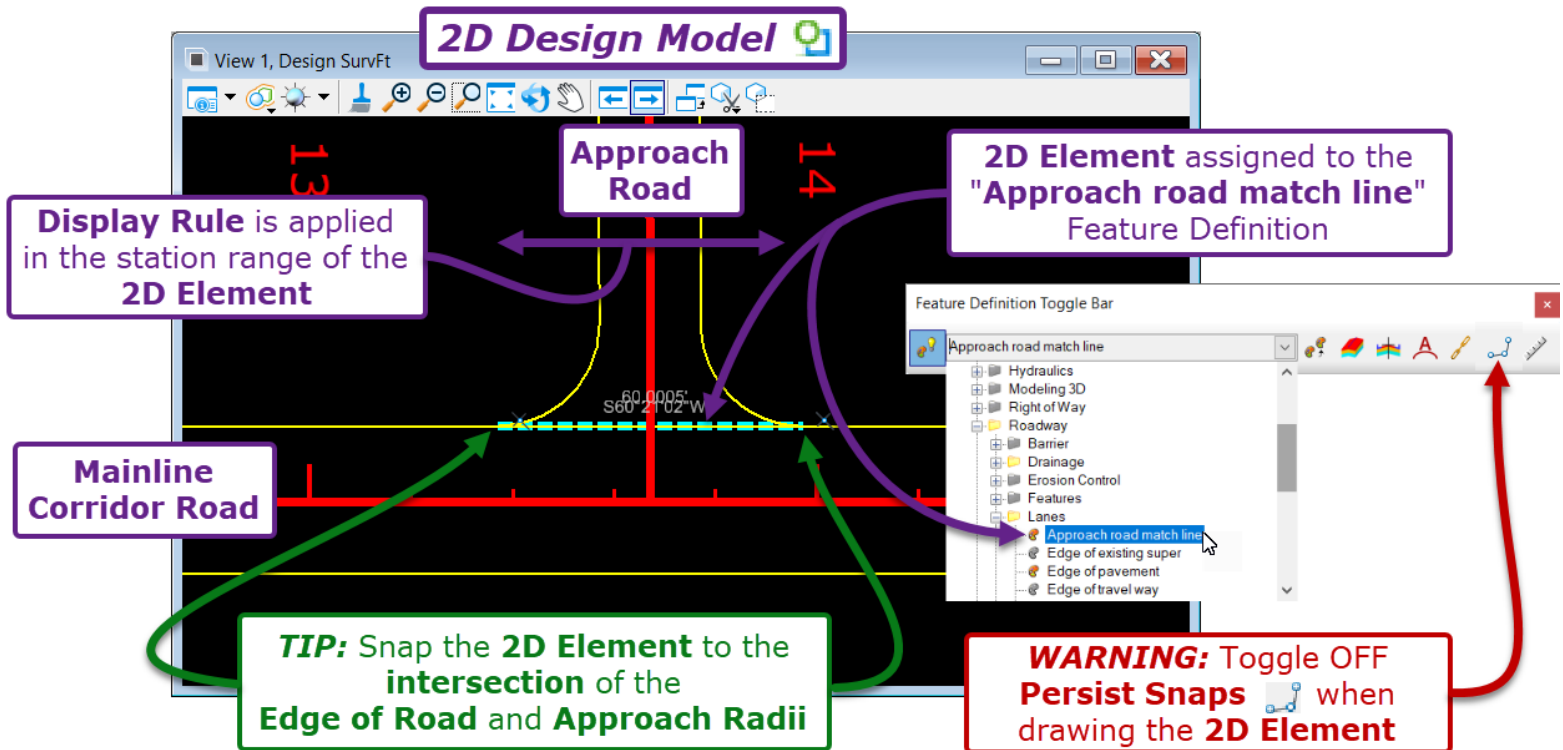 2D Design Model
View 1, Design SurvFt
13
14
Approach
Road
2D Element assigned to the
"Approach road match line"
Feature Definition
Display Rule is applied
in the station range of the
2D Element
Feature Definition Toggle Bar
Approach road match line
Hydraulics
Modeling 3D
Right of Way
Roadway
Barrier
Drainage
Erosion Control
Features
Lanes
Approach road match line
Edge of existing super
Edge of pavement
Edge of travel way
60.0005'
S60°21'02"W
Mainline
Corridor Road
TIP: Snap the 2D Element to the
intersection of the
Edge of Road and Approach Radii
WARNING: Toggle OFF
Persist Snaps when
drawing the 2D Element